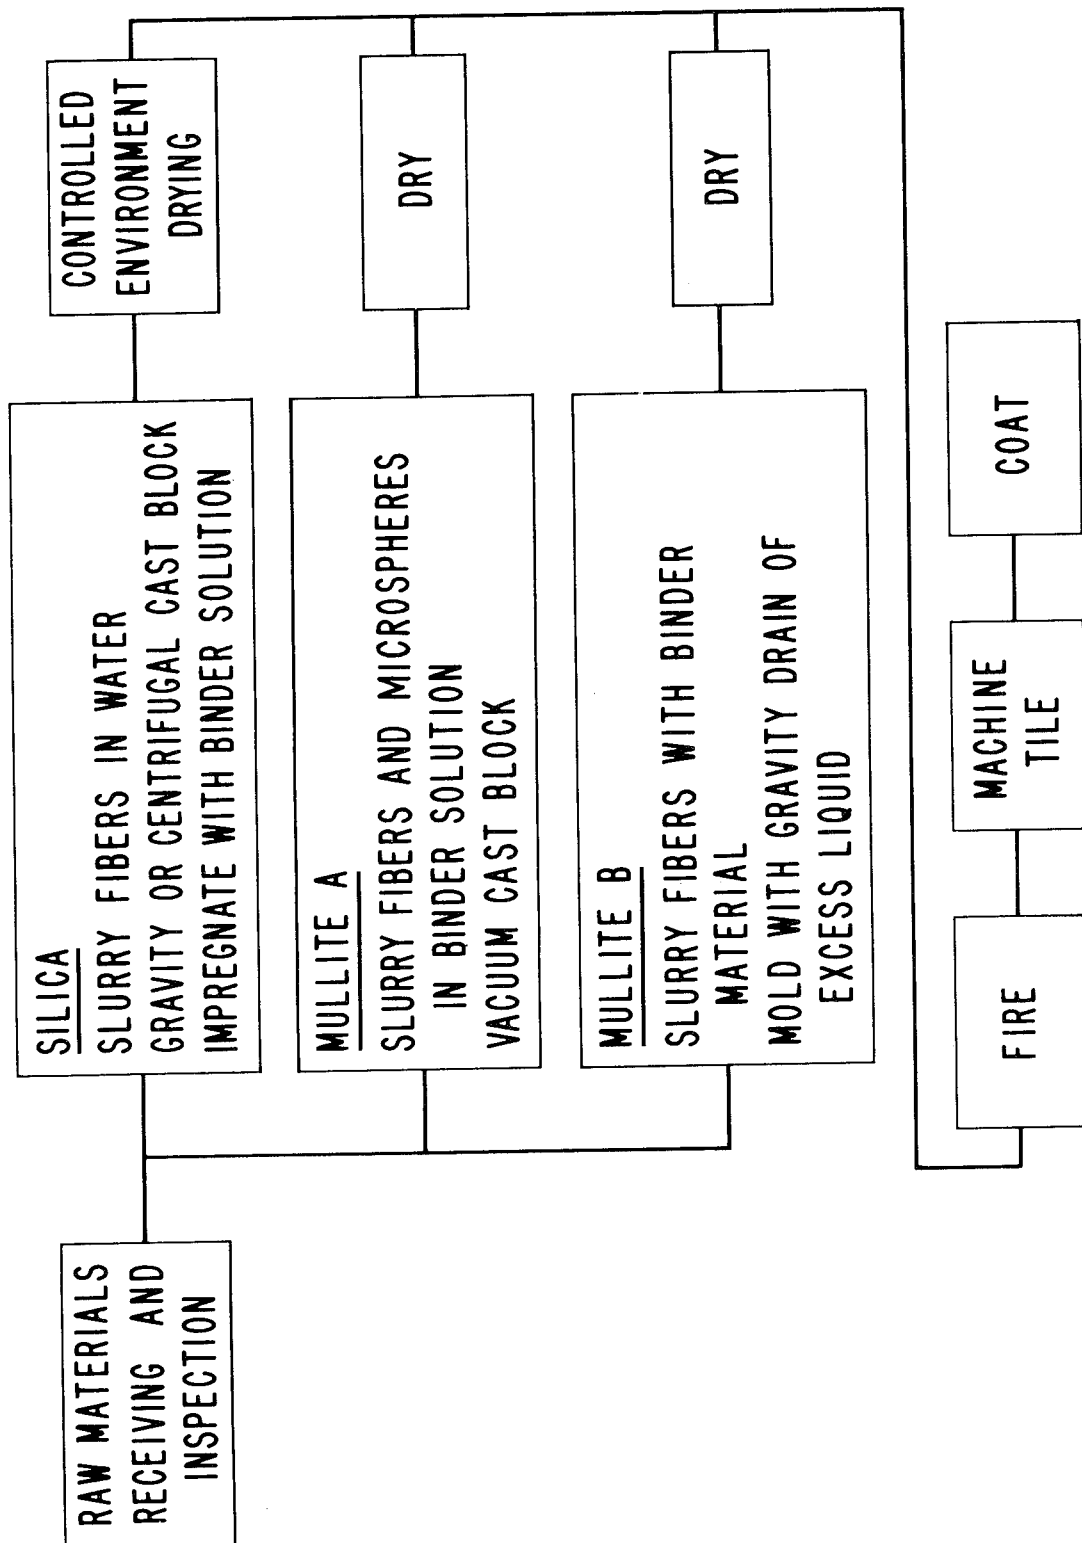 RAW MATERIALS
RECEIVING AND
INSPECTION
SILICA
SLURRY FIBERS IN WATER
GRAVITY OR CENTRIFUGAL CAST BLOCK
IMPREGNATE WITH BINDER SOLUTION
CONTROLLED
ENVIRONMENT
DRYING
MULLITE A
SLURRY FIBERS AND MICROSPHERES
IN BINDER SOLUTION
VACUUM CAST BLOCK
DRY
MULLITE B
SLURRY FIBERS WITH BINDER
MATERIAL
MOLD WITH GRAVITY DRAIN OF
EXCESS LIQUID
DRY
FIRE
MACHINE
TILE
COAT